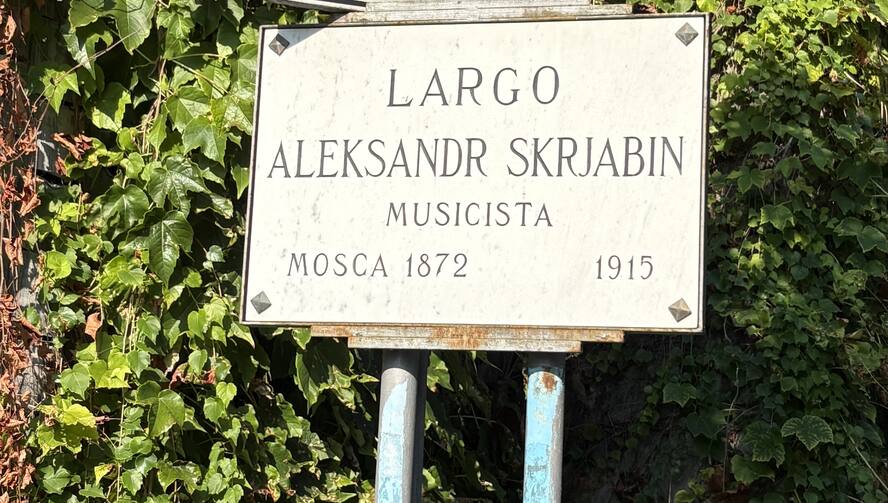 LARGO
ALEKSANDR SKRJABIN
MUSICISTA
MOSCA 1872 1915